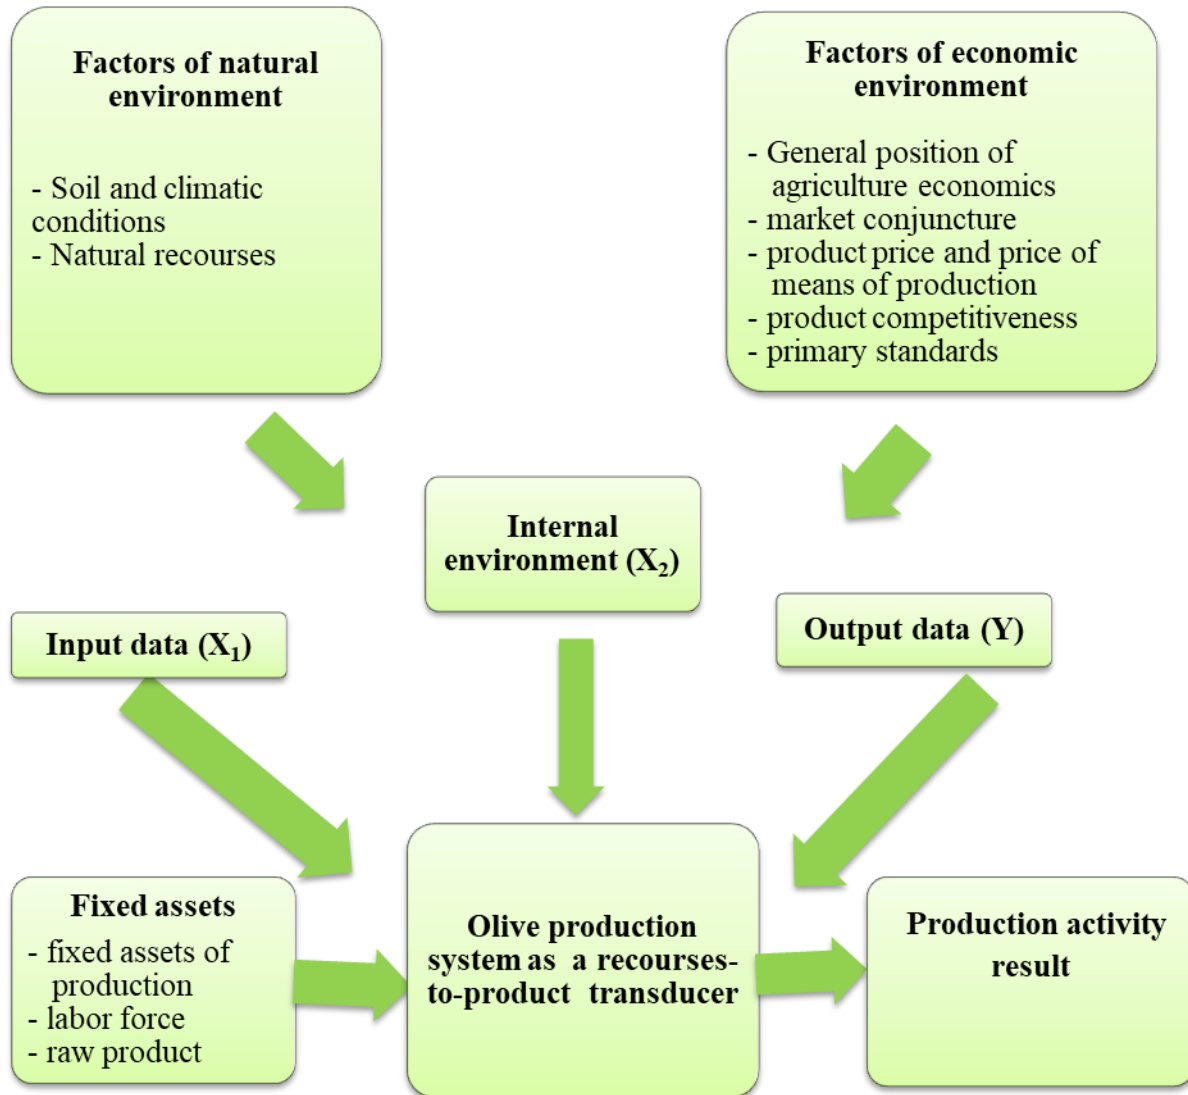 Factors of natural
environment
- Soil and climatic
conditions
- Natural recourses
Factors of economic
environment
- General position of
agriculture economics
- market conjuncture
- product price and price of
means of production
- product competitiveness
- primary standards
Internal
environment (X₂)
Input data (X₁)
Output data (Y)
Fixed assets
- fixed assets of
production
- labor force
- raw product
Olive production
system as a recourses-
to-product transducer
Production activity
result